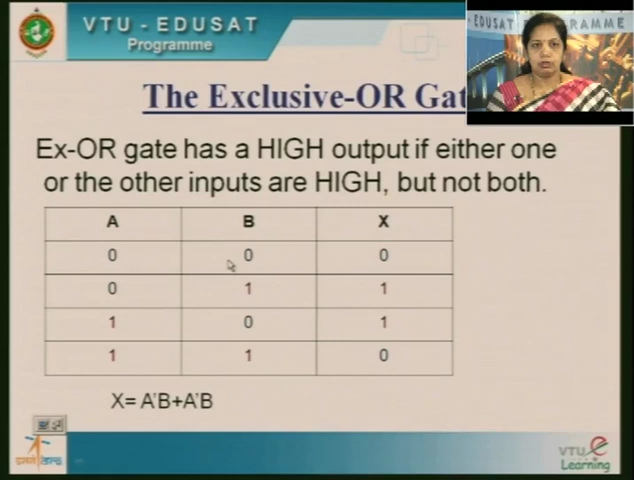 VTU - EDUSAT
Programme
-EDUSAT PROGRAMME
The Exclusive-OR Gat
Ex-OR gate has a HIGH output if either one
or the other inputs are HIGH, but not both.
A B X
0 0 0
0 1 1
1 0 1
1 1 0
X= A'B+A'B
VTU e
Learning